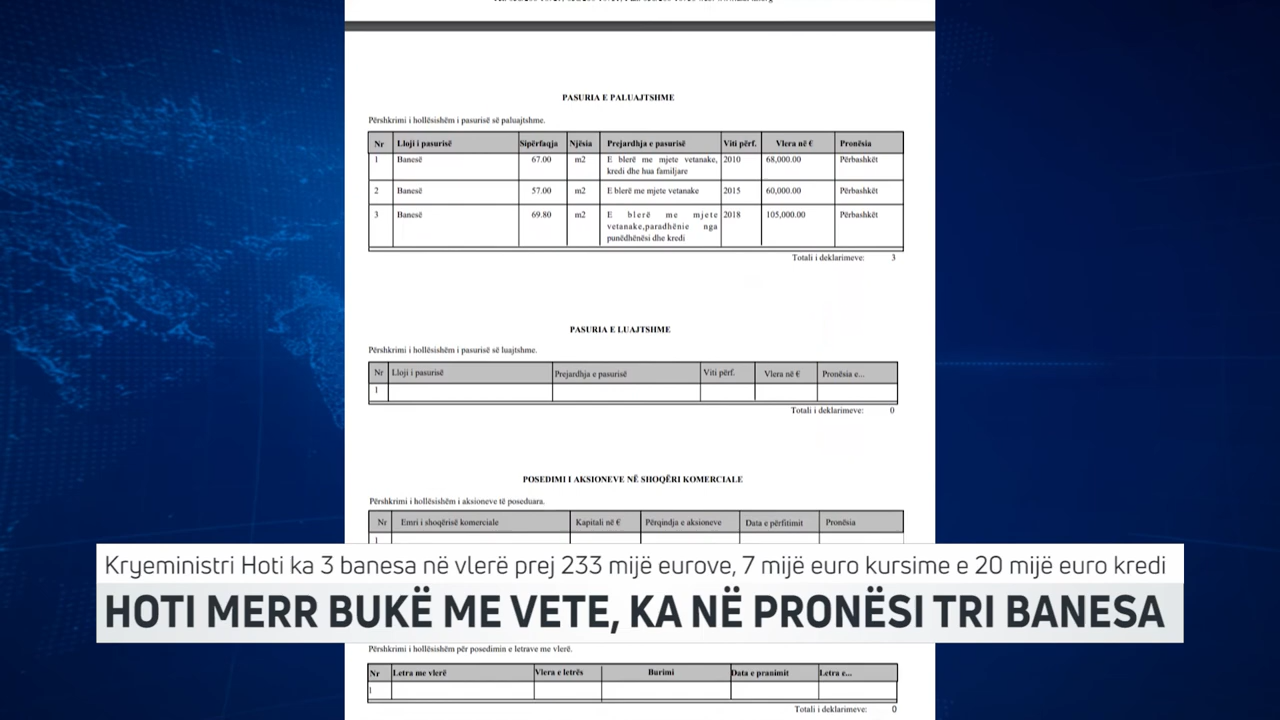 PASURIA E PALUAJTSHME
Përshkrimi i hollësishëm i pasurisë së paluajtshme.
Nr Lloji i pasurisë Sipërfaqja Njësia Prejardhja e pasurisë Viti përf. Vlera në € Pronësia
1 Banesë 67.00 m2 E blerë me mjete vetanake, 2010 68,000.00 Përbashkët
kredi dhe hua familjare
2 Banesë 57.00 m2 E blerë me mjete vetanake 2015 60,000.00 Përbashkët
3 Banesë 69.80 m2 E blerë me mjete 2018 105,000.00 Përbashkët
vetanake,paradhënie nga
punëdhënësi dhe kredi
Totali i deklarimeve: 3
PASURIA E LUAJTSHME
Përshkrimi i hollësishëm i pasurisë së luajtshme.
Nr Lloji i pasurisë Prejardhja e pasurisë Viti përf. Vlera në € Pronësia e...
1
Totali i deklarimeve: 0
POSEDIMI I AKSIONEVE NË SHOQËRI KOMERCIALE
Përshkrimi i hollësishëm i aksioneve të poseduara.
Nr Emri i shoqërisë komerciale Kapitali në € Përqindja e aksioneve Data e përfitimit Pronësia
1
Kryeministri Hoti ka 3 banesa në vlerë prej 233 mijë eurove, 7 mijë euro kursime e 20 mijë euro kredi
HOTI MERR BUKË ME VETE, KA NË PRONËSI TRI BANESA
Përshkrimi i hollësishëm për posedimin e letrave me vlerë.
Nr Letra me vlerë Vlera e letrës Burimi Data e pranimit Letra e...
1
Totali i deklarimeve: 0